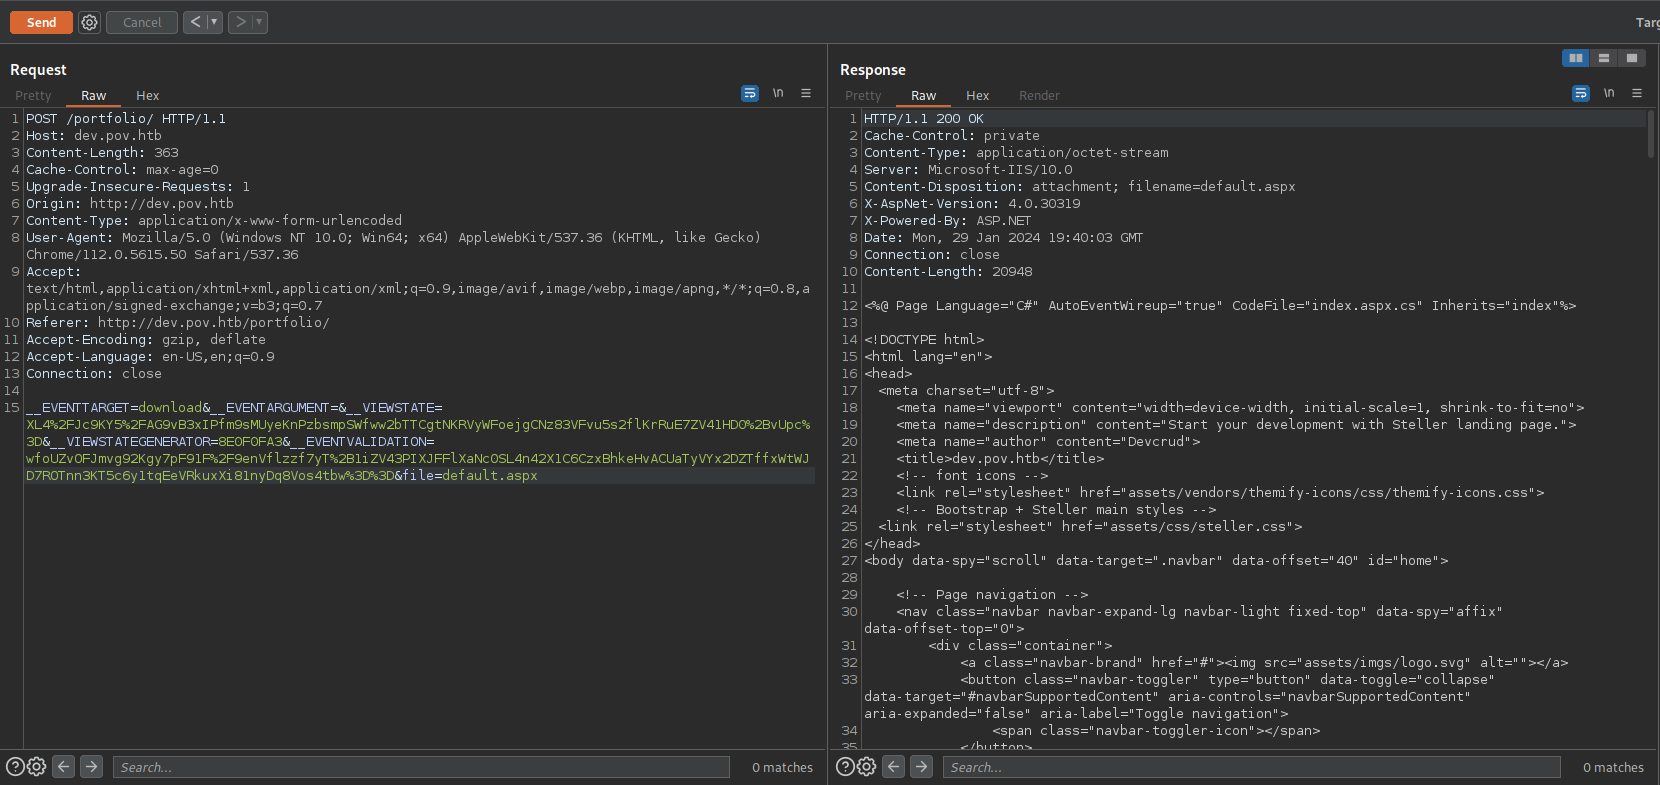 Send Cancel < ▼ > ▼ Targ
Request
Pretty Raw Hex \n
1 POST /portfolio/ HTTP/1.1
2 Host: dev.pov.htb
3 Content-Length: 363
4 Cache-Control: max-age=0
5 Upgrade-Insecure-Requests: 1
6 Origin: http://dev.pov.htb
7 Content-Type: application/x-www-form-urlencoded
8 User-Agent: Mozilla/5.0 (Windows NT 10.0; Win64; x64) AppleWebKit/537.36 (KHTML, like Gecko)
Chrome/112.0.5615.50 Safari/537.36
9 Accept:
text/html,application/xhtml+xml,application/xml;q=0.9,image/avif,image/webp,image/apng,*/*;q=0.8,a
pplication/signed-exchange;v=b3;q=0.7
10 Referer: http://dev.pov.htb/portfolio/
11 Accept-Encoding: gzip, deflate
12 Accept-Language: en-US,en;q=0.9
13 Connection: close
14
15 __EVENTTARGET=download&__EVENTARGUMENT=&__VIEWSTATE=
XL4%2FJc9KY5%2FAG9vB3xIPfm9sMUyeKnPzbsmpSWfww2bTTCgtNKRVyWFoejgCNz83VFvu5s2flKrRuE7ZV41HDO%2BvUpc%
3D&__VIEWSTATEGENERATOR=8E0F0FA3&__EVENTVALIDATION=
wfoUZvOFJmvg92Kgy7pF91F%2F9enVflzzf7yT%2B1iZV43PIXJFFlXaNcOSL4n42X1C6CzxBhkeHvACUaTyVYx2DZTffxWtWJ
D7ROTnn3KT5c6y1tqEeVRkuxXi81nyDq8Vos4tbw%3D%3D&file=default.aspx
Search... 0 matches
Response
Pretty Raw Hex Render \n
1 HTTP/1.1 200 OK
2 Cache-Control: private
3 Content-Type: application/octet-stream
4 Server: Microsoft-IIS/10.0
5 Content-Disposition: attachment; filename=default.aspx
6 X-AspNet-Version: 4.0.30319
7 X-Powered-By: ASP.NET
8 Date: Mon, 29 Jan 2024 19:40:03 GMT
9 Connection: close
10 Content-Length: 20948
11
12 <%@ Page Language="C#" AutoEventWireup="true" CodeFile="index.aspx.cs" Inherits="index"%>
13
14 <!DOCTYPE html>
15 <html lang="en">
16 <head>
17 <meta charset="utf-8">
18 <meta name="viewport" content="width=device-width, initial-scale=1, shrink-to-fit=no">
19 <meta name="description" content="Start your development with Steller landing page.">
20 <meta name="author" content="Devcrud">
21 <title>dev.pov.htb</title>
22 <!-- font icons -->
23 <link rel="stylesheet" href="assets/vendors/themify-icons/css/themify-icons.css">
24 <!-- Bootstrap + Steller main styles -->
25 <link rel="stylesheet" href="assets/css/steller.css">
26 </head>
27 <body data-spy="scroll" data-target=".navbar" data-offset="40" id="home">
28
29 <!-- Page navigation -->
30 <nav class="navbar navbar-expand-lg navbar-light fixed-top" data-spy="affix"
data-offset-top="0">
31 <div class="container">
32 <a class="navbar-brand" href="#"><img src="assets/imgs/logo.svg" alt=""></a>
33 <button class="navbar-toggler" type="button" data-toggle="collapse"
data-target="#navbarSupportedContent" aria-controls="navbarSupportedContent"
aria-expanded="false" aria-label="Toggle navigation">
34 <span class="navbar-toggler-icon"></span>
35 </button>
Search... 0 matches